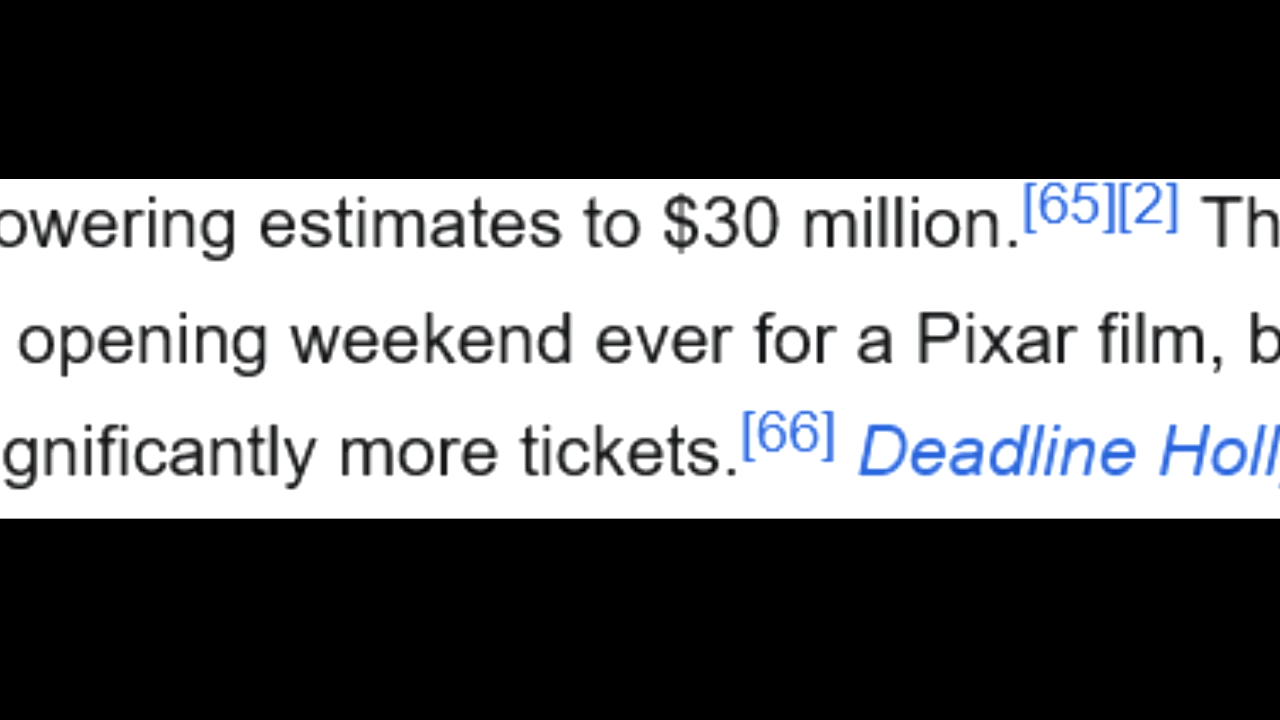 owering estimates to $30 million.[65][2] Th
opening weekend ever for a Pixar film, b
gnificantly more tickets.[66] Deadline Holl